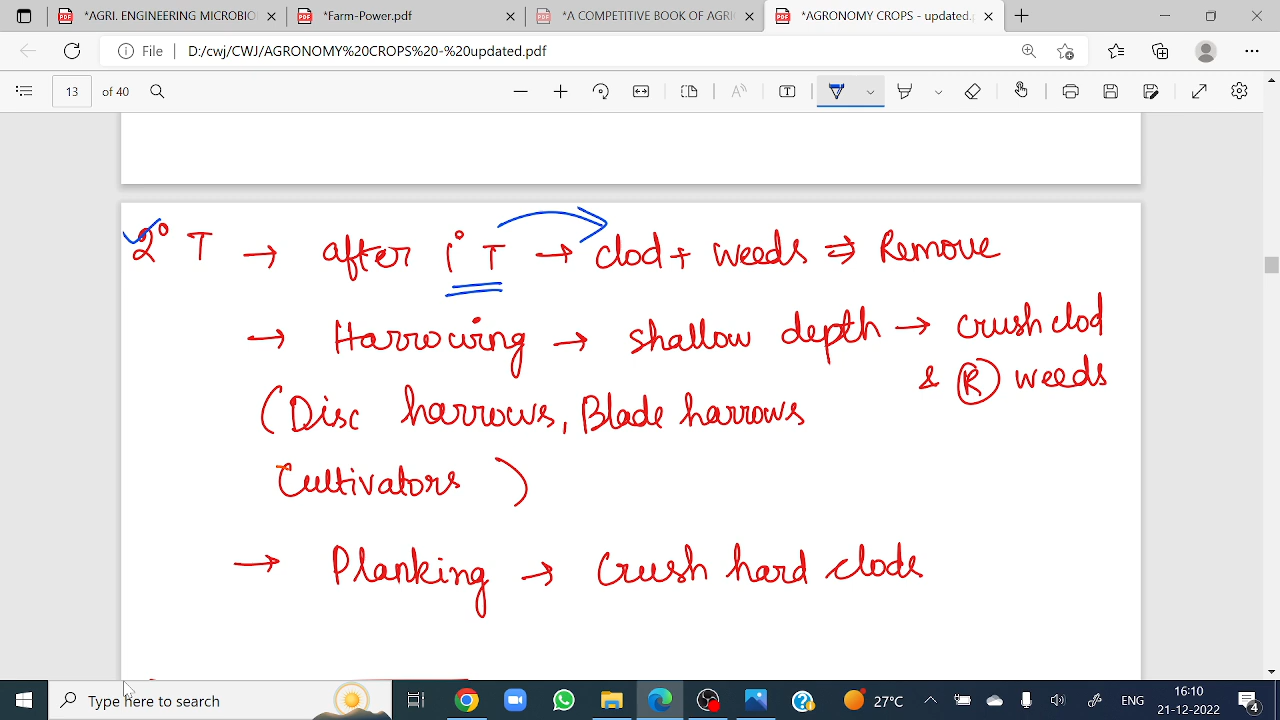 *AGRI. ENGINEERING MICROBIO
*Farm-Power.pdf
*A COMPETITIVE BOOK OF AGRI
*AGRONOMY CROPS - updated.p
File
D:/cwj/CWJ/AGRONOMY%20CROPS%20-%20updated.pdf
13 of 40
2° T → after 1° T → clod + weeds ⇒ Remove
→ Harrowing → shallow depth → crush clod
& R weeds
(Disc harrows, Blade harrows
Cultivators )
→ Planking → Crush hard clods
Type here to search
27°C
ENG
16:10
21-12-2022
4